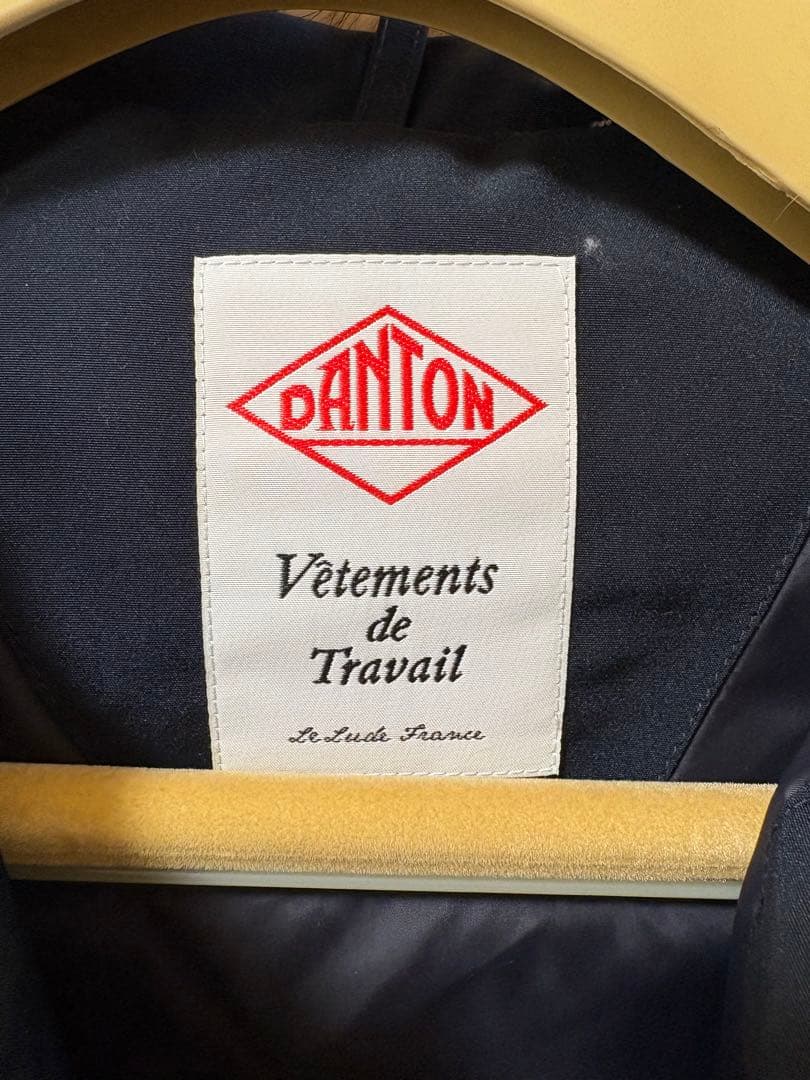 DANTON
Vêtements
de
Travail
Le Lude France